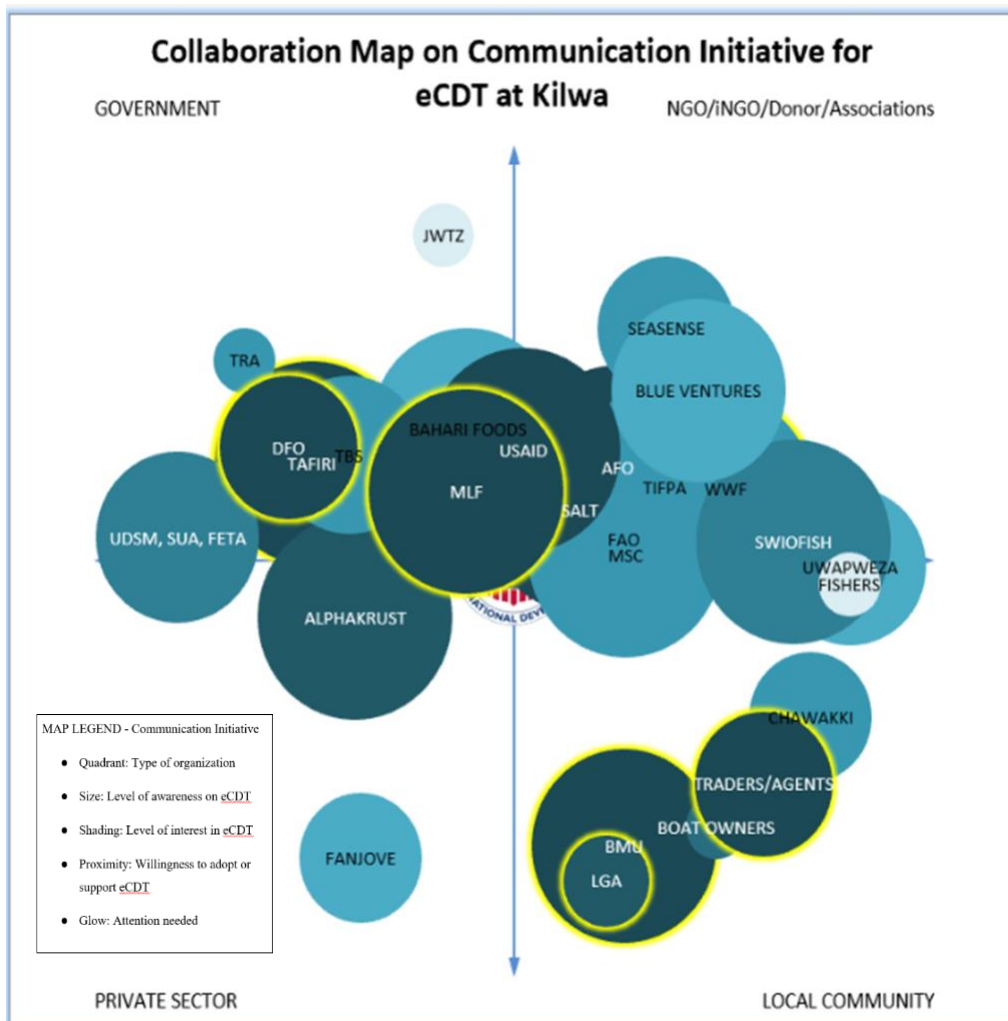 Collaboration Map on Communication Initiative for
eCDT at Kilwa
GOVERNMENT
NGO/iNGO/Donor/Associations
JWTZ
SEASENSE
TRA
BLUE VENTURES
BAHARI FOODS
DFO
TAFIRI
TBS
USAID
AFO
MLF
TIFPA
WWF
SALT
UDSM, SUA, FETA
FAO
MSC
SWIOFISH
UWAPWEZA
FISHERS
NATIONAL DEV
ALPHAKRUST
CHAWAKKI
MAP LEGEND - Communication Initiative
● Quadrant: Type of organization
● Size: Level of awareness on eCDT
● Shading: Level of interest in eCDT
● Proximity: Willingness to adopt or
support eCDT
● Glow: Attention needed
TRADERS/AGENTS
BOAT OWNERS
BMU
FANJOVE
LGA
PRIVATE SECTOR
LOCAL COMMUNITY